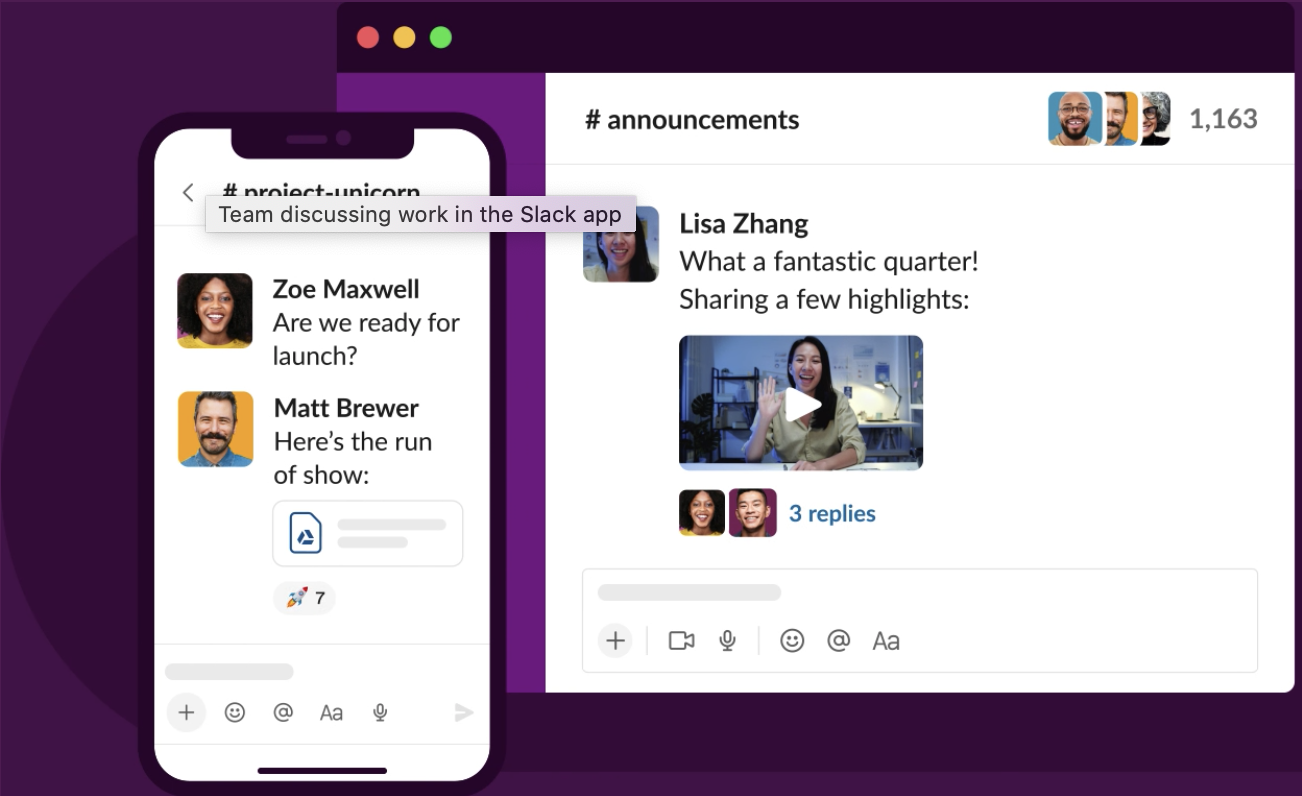 # announcements
1,163
# project-unicorn
Team discussing work in the Slack app
Lisa Zhang
What a fantastic quarter!
Sharing a few highlights:
3 replies
Aa
Zoe Maxwell
Are we ready for
launch?
Matt Brewer
Here’s the run
of show:
7
Aa